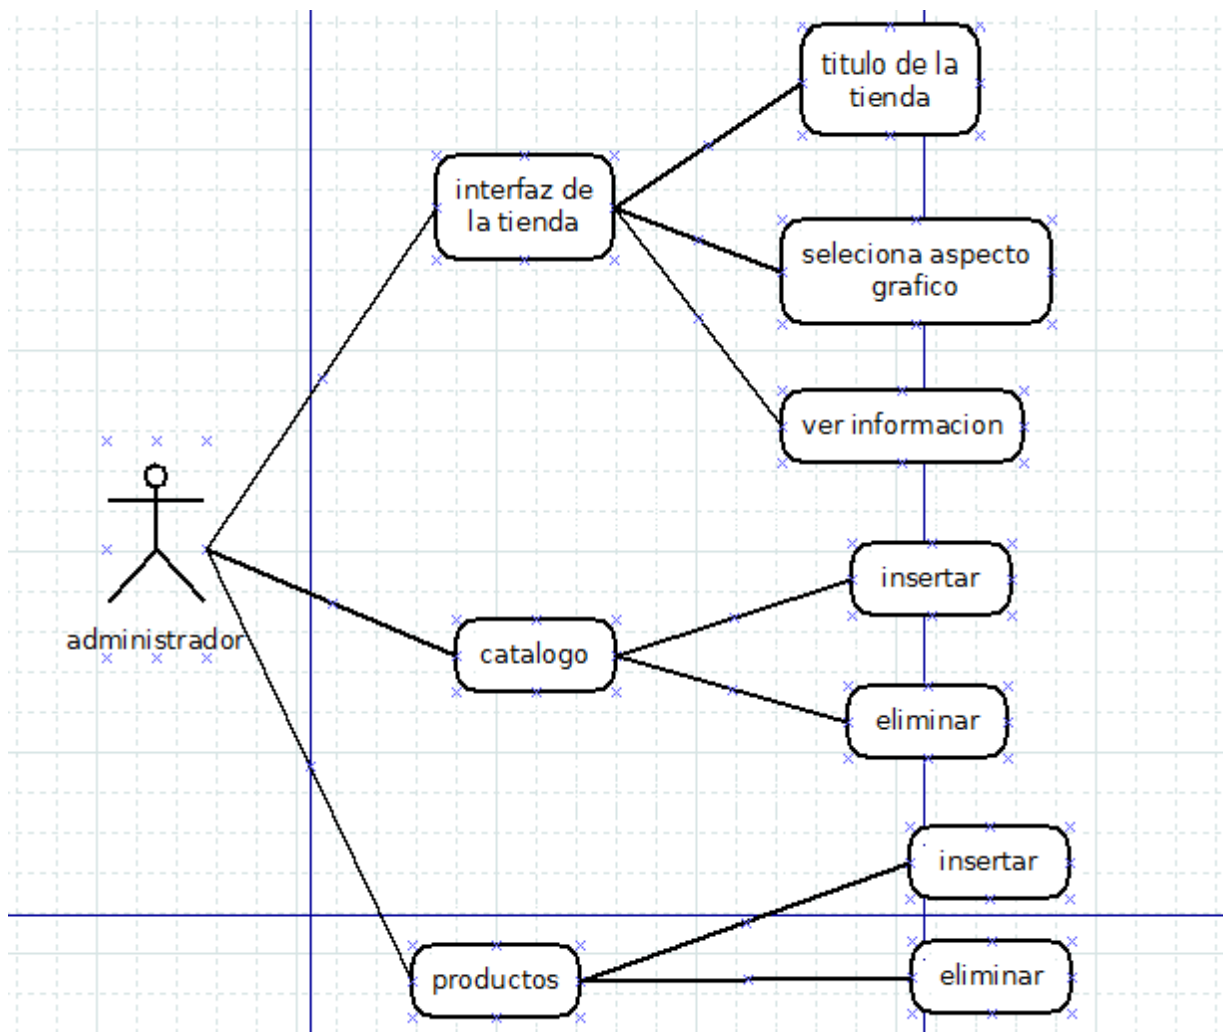 titulo de la
tienda
interfaz de
la tienda
seleciona aspecto
grafico
ver informacion
insertar
administrador
catalogo
eliminar
insertar
productos
eliminar